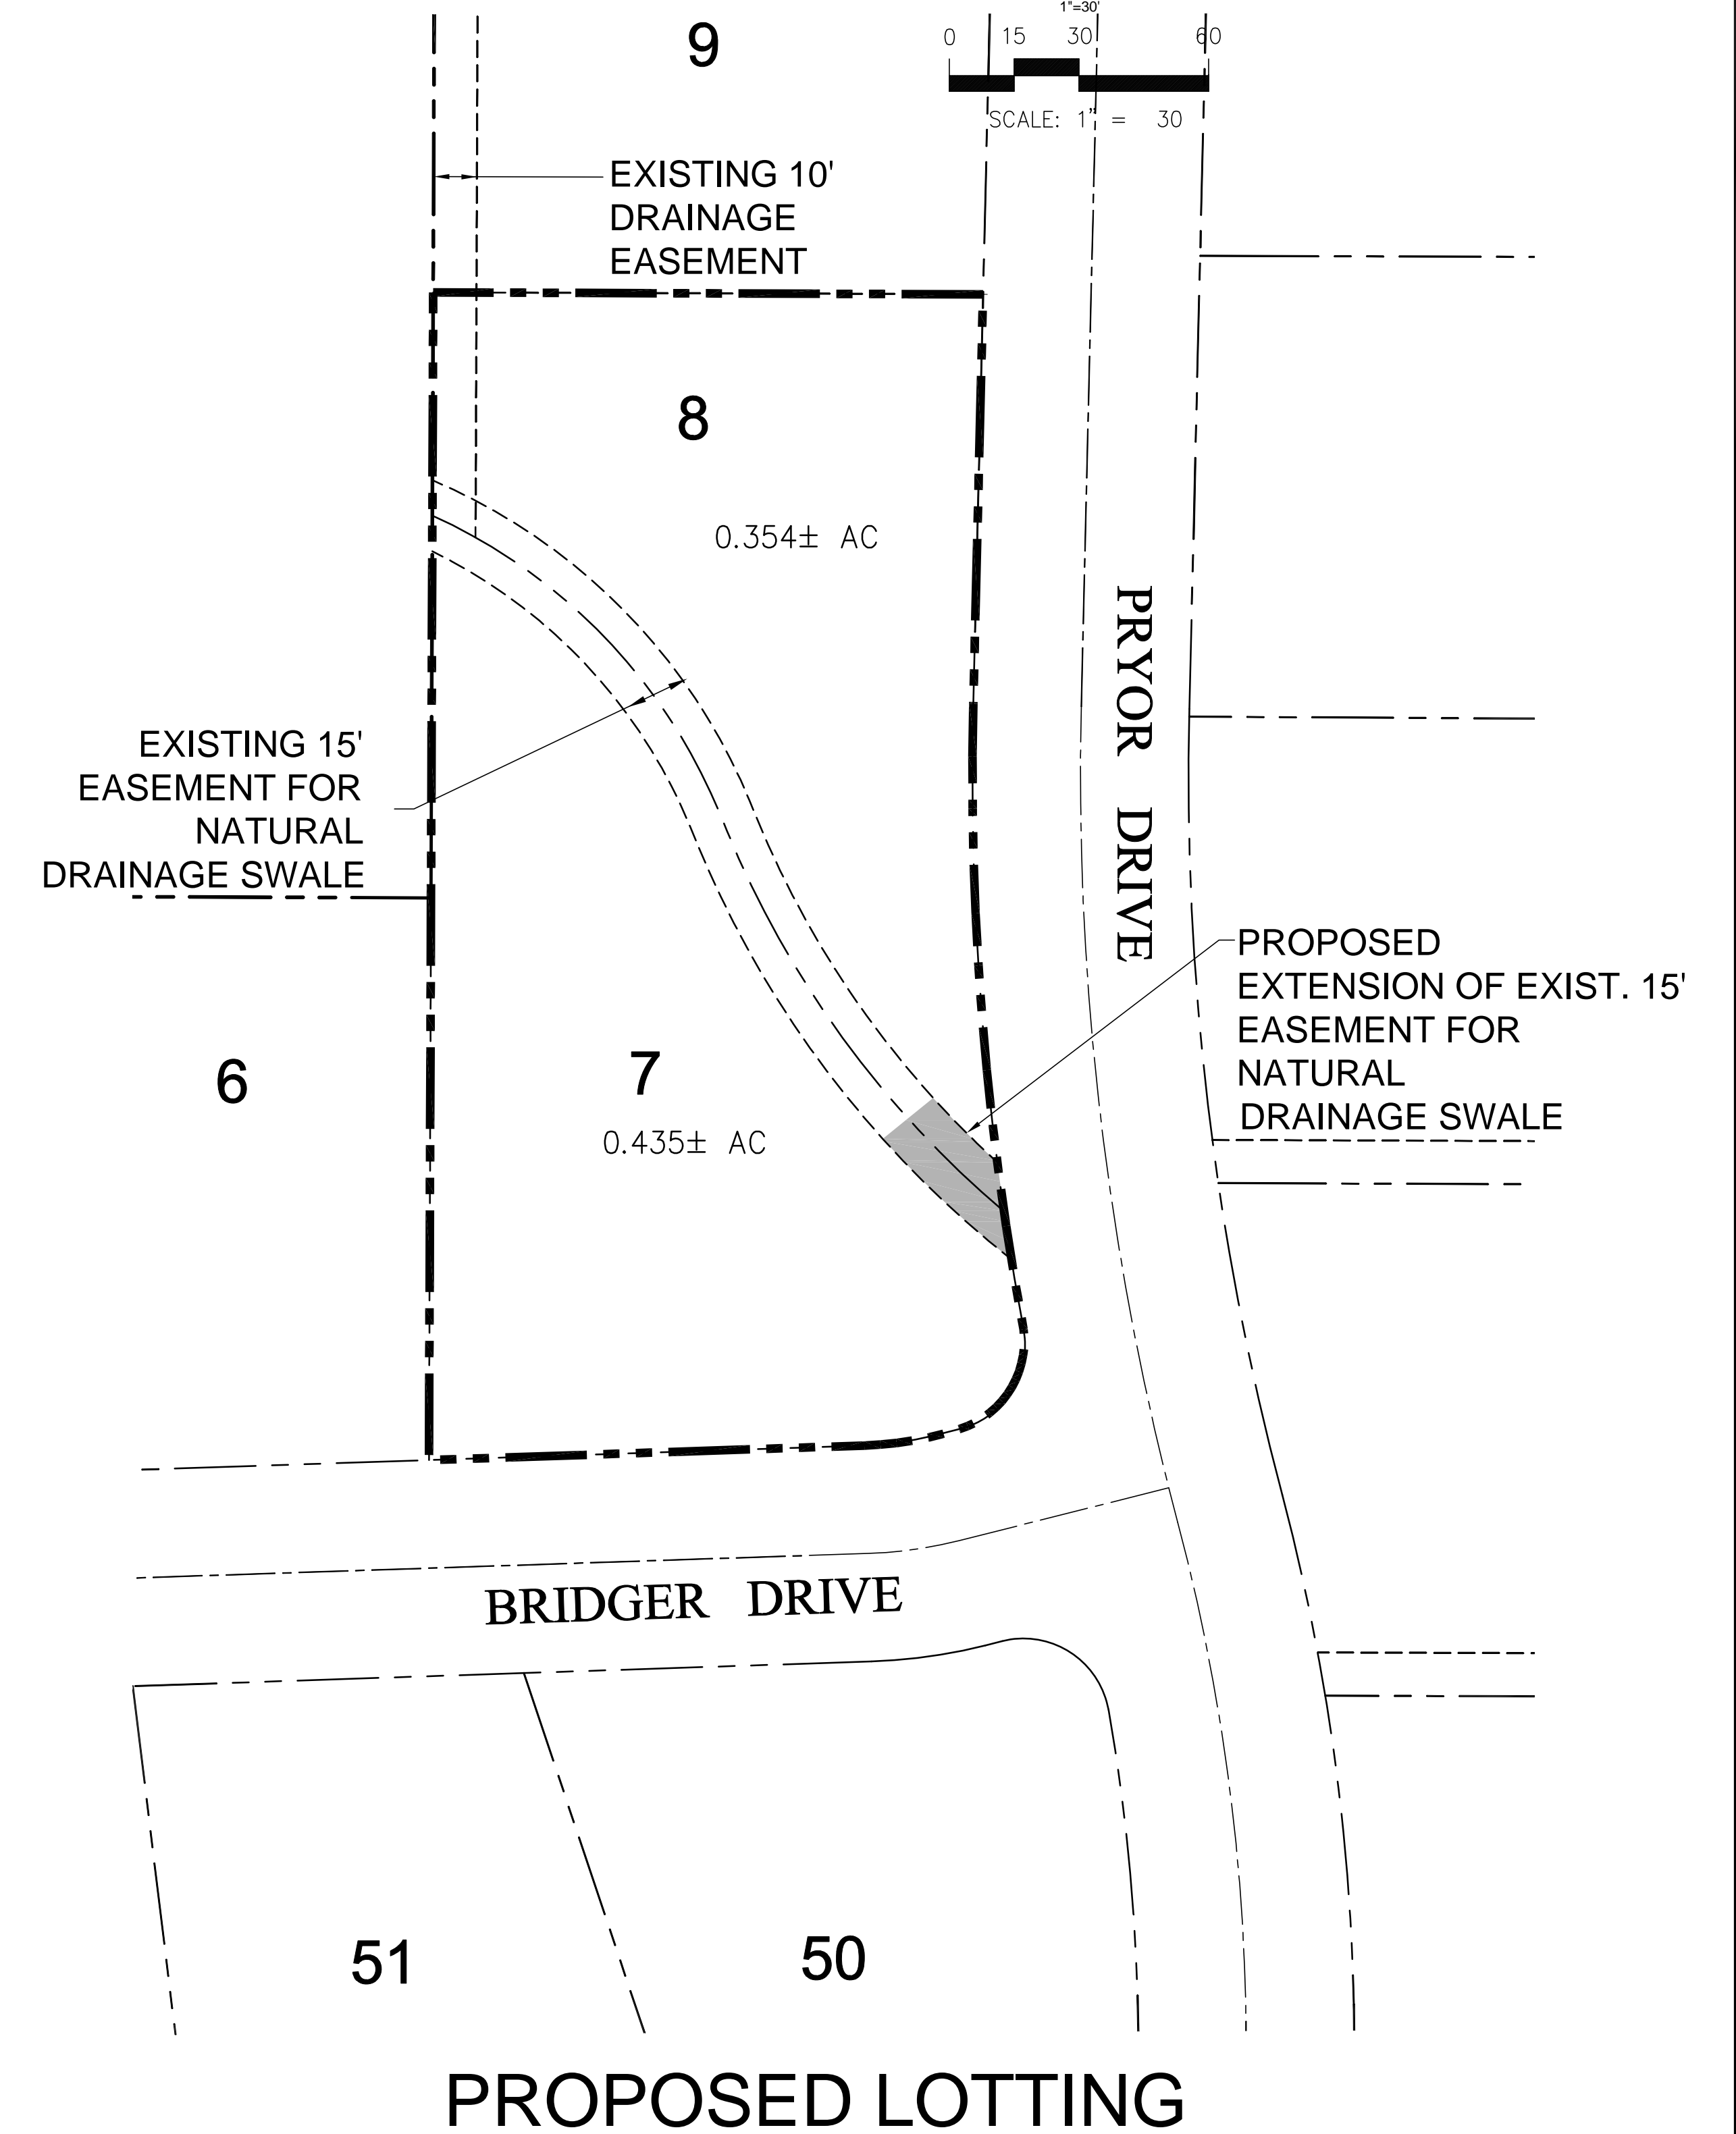 1"=30'
0 15 30 60
SCALE: 1" = 30
9
EXISTING 10'
DRAINAGE
EASEMENT
8
0.354± AC
PRYOR DRIVE
EXISTING 15'
EASEMENT FOR
NATURAL
DRAINAGE SWALE
PROPOSED
EXTENSION OF EXIST. 15'
EASEMENT FOR
NATURAL
DRAINAGE SWALE
6
7
0.435± AC
BRIDGER DRIVE
51
50
PROPOSED LOTTING